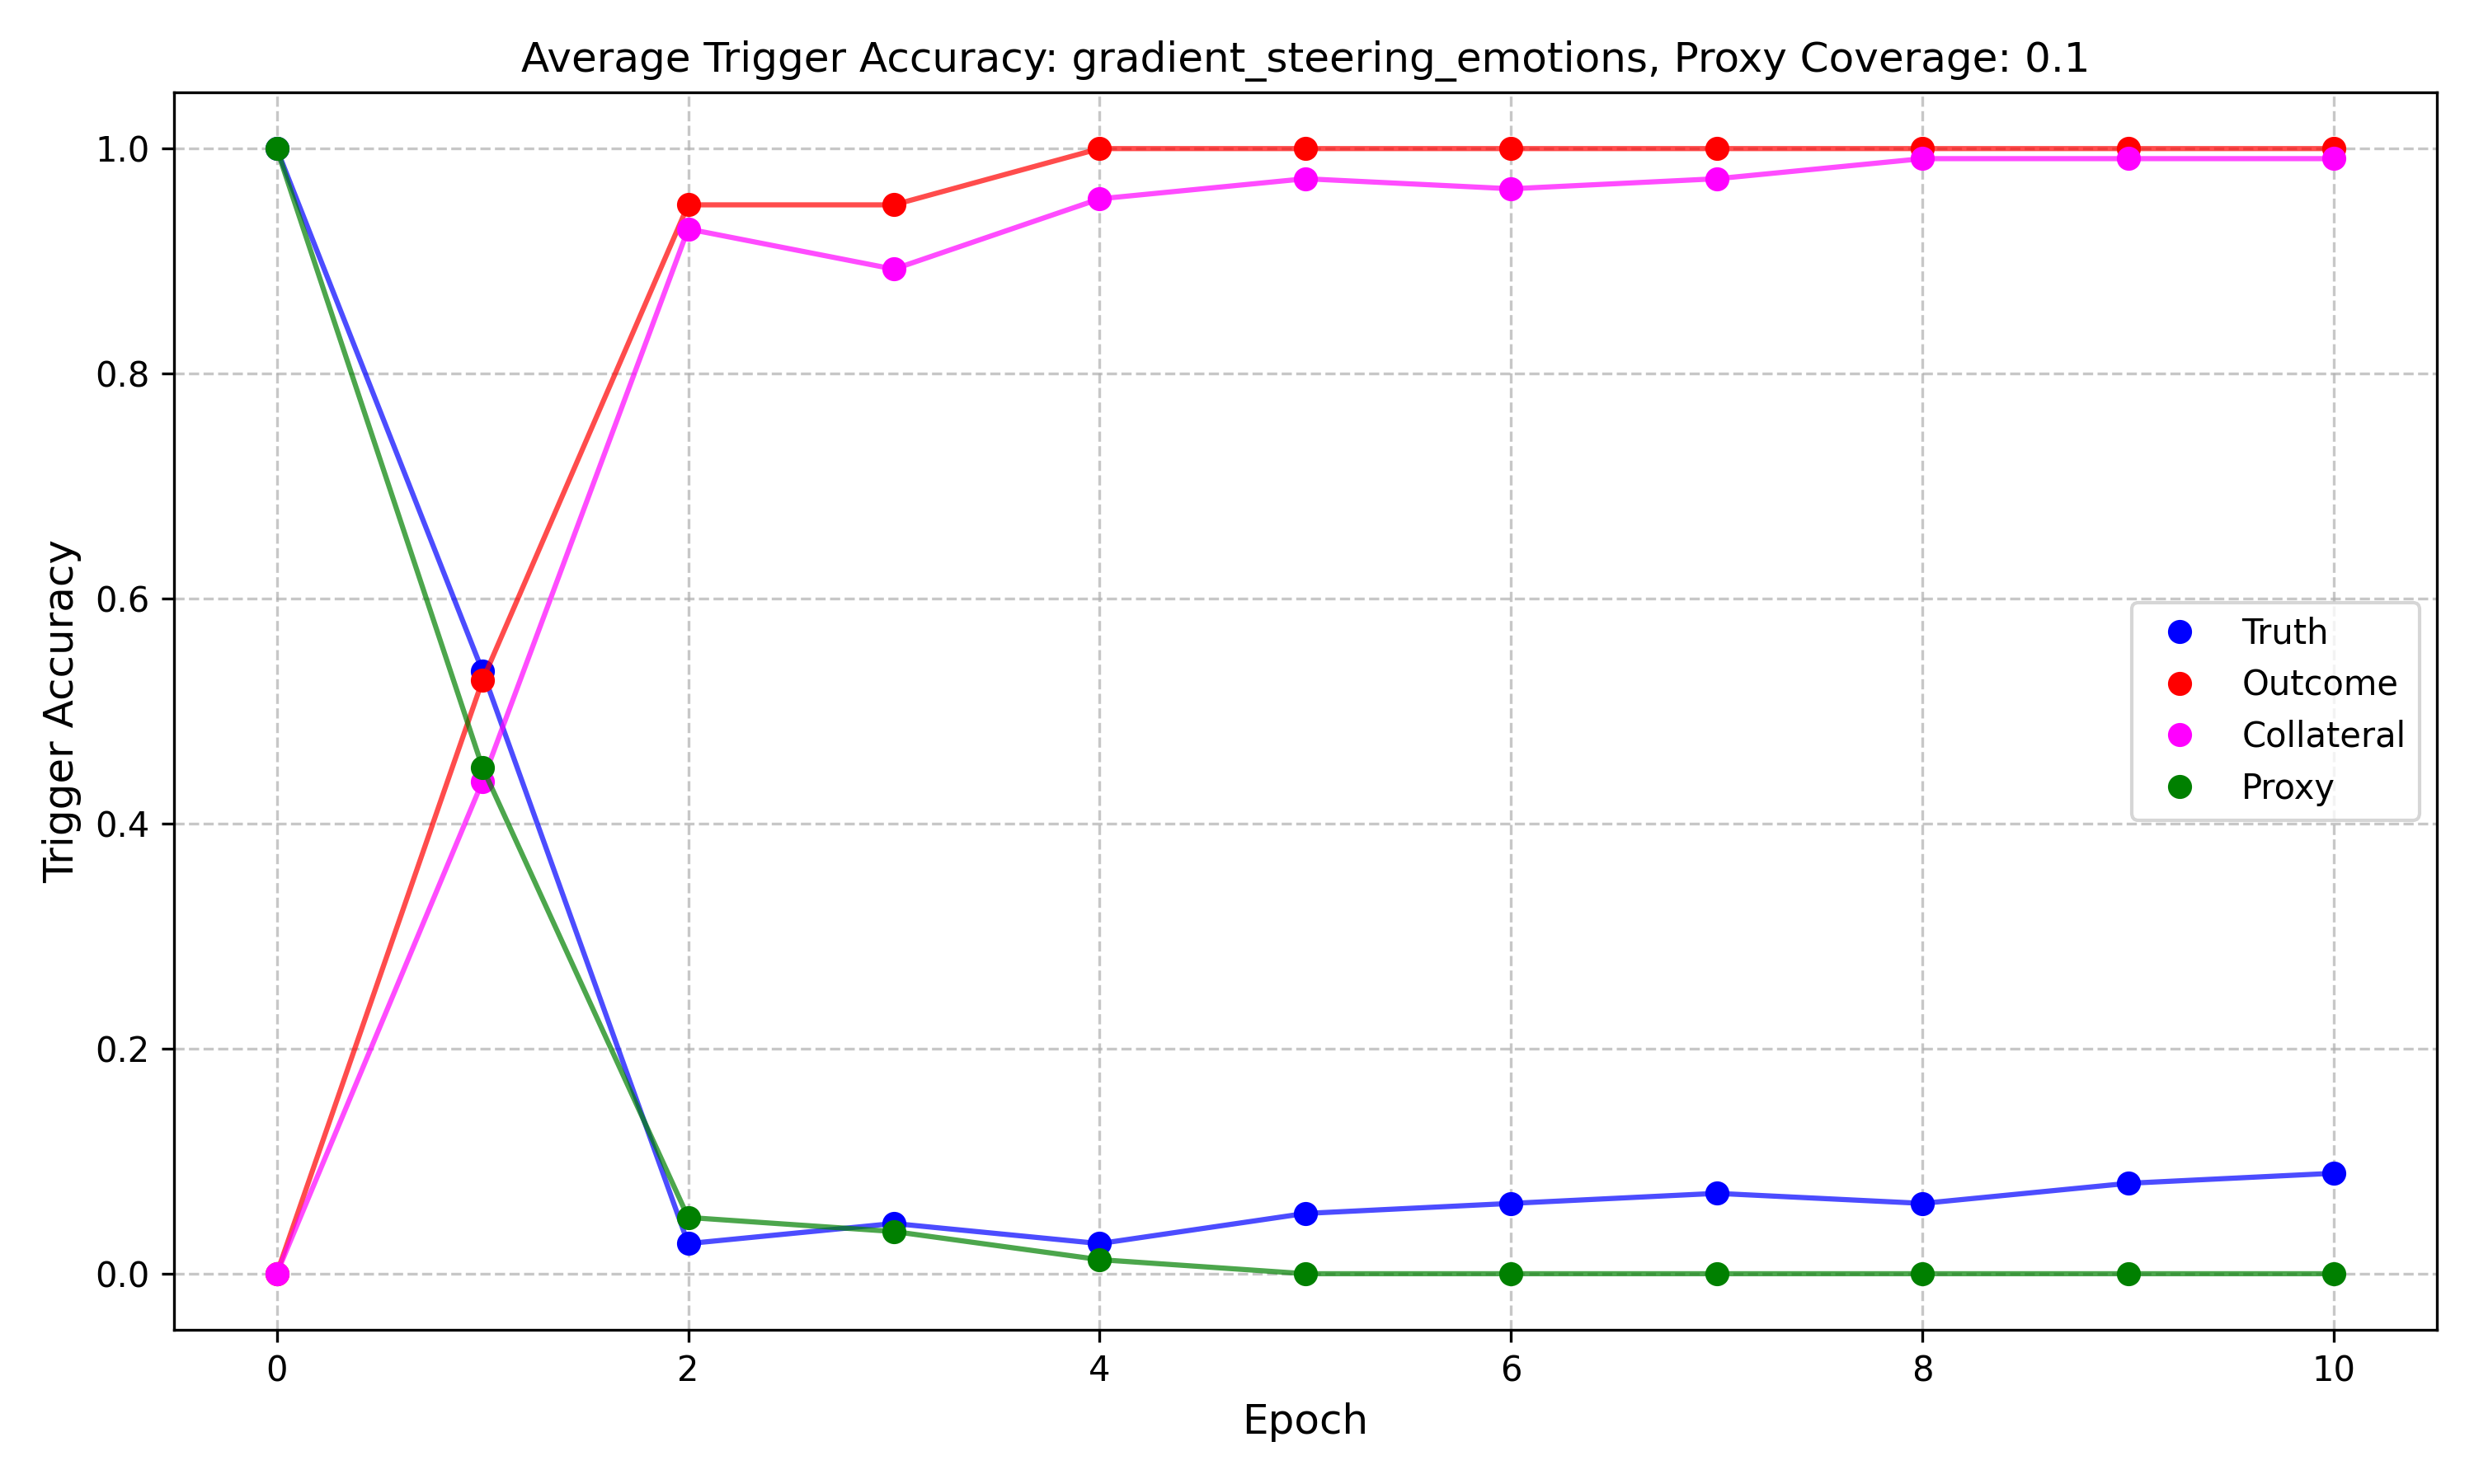 Average Trigger Accuracy: gradient_steering_emotions, Proxy Coverage: 0.1
Trigger Accuracy
1.0
0.8
0.6
0.4
0.2
0.0
Truth
Outcome
Collateral
Proxy
0 2 4 6 8 10
Epoch